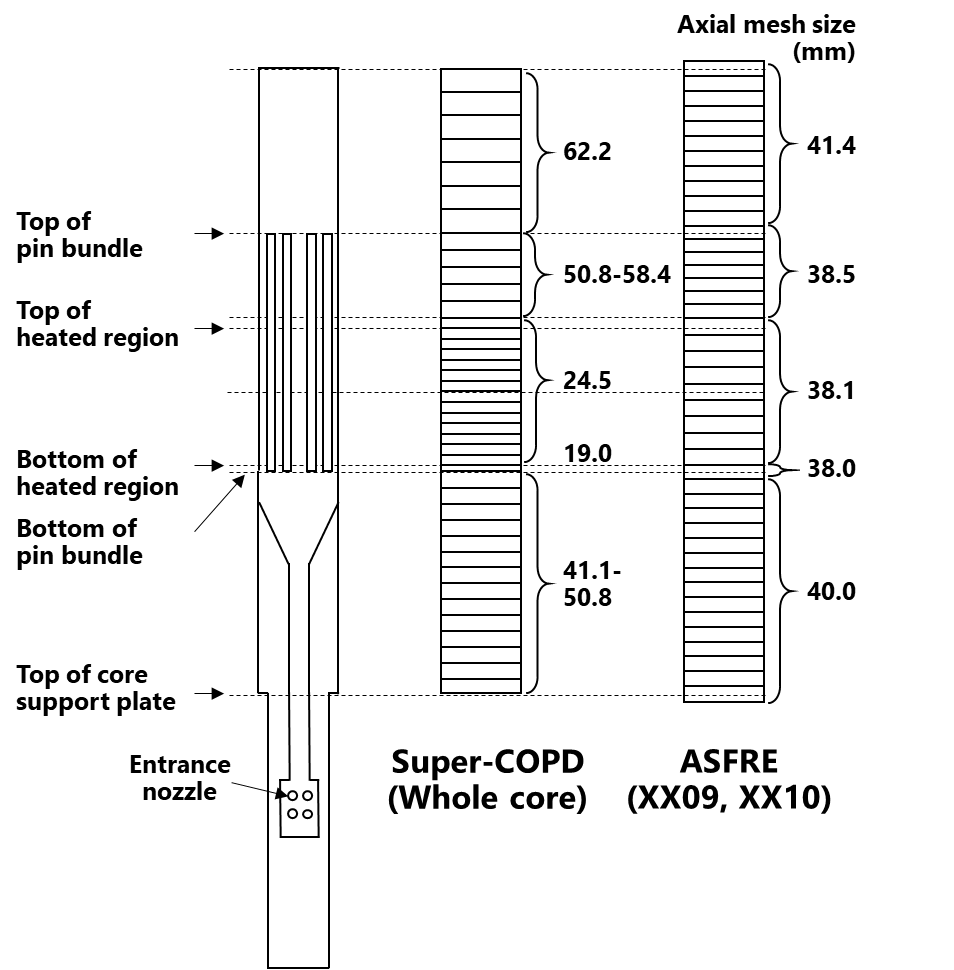 Axial mesh size
(mm)
62.2
41.4
Top of
pin bundle
50.8-58.4
38.5
Top of
heated region
24.5
38.1
19.0
Bottom of
heated region
38.0
Bottom of
pin bundle
41.1-
50.8
40.0
Top of core
support plate
Entrance
nozzle
Super-COPD
(Whole core)
ASFRE
(XX09, XX10)